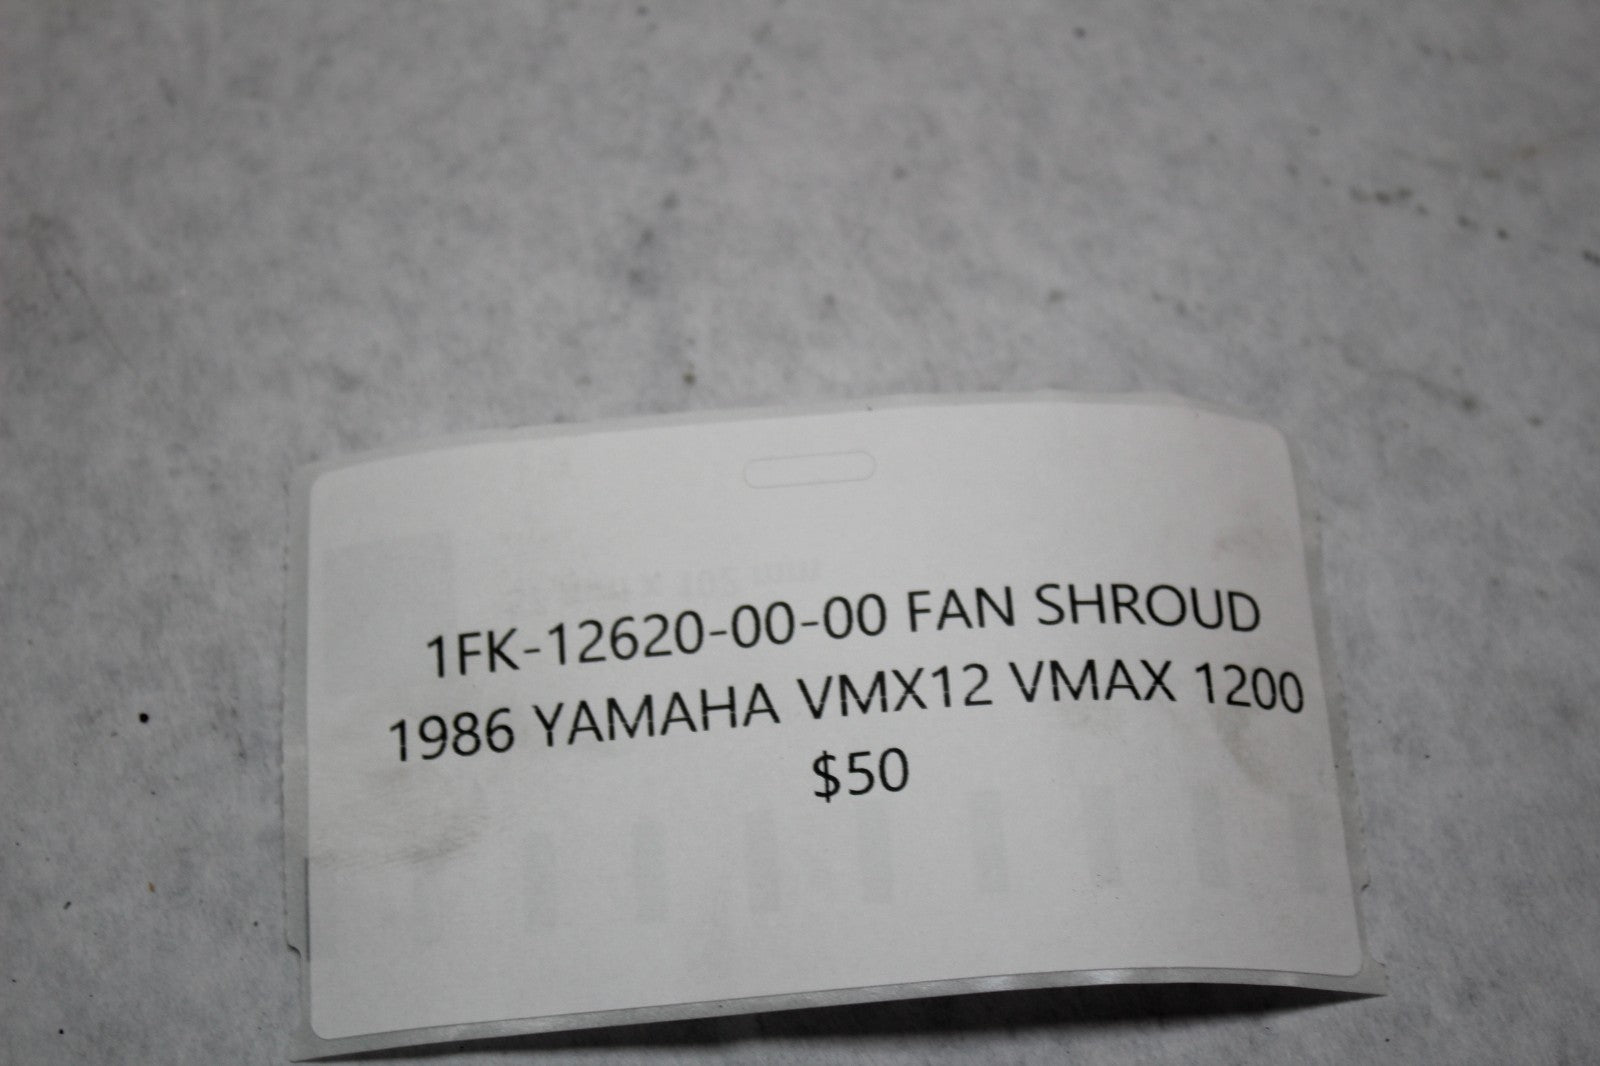 1FK-12620-00-00 FAN SHROUD
1986 YAMAHA VMX12 VMAX 1200
$50